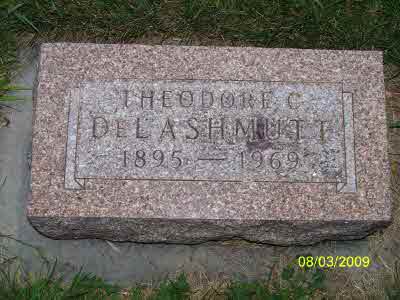 THEODORE C.
DELASHMUTT
1895 — 1969
08/03/2009